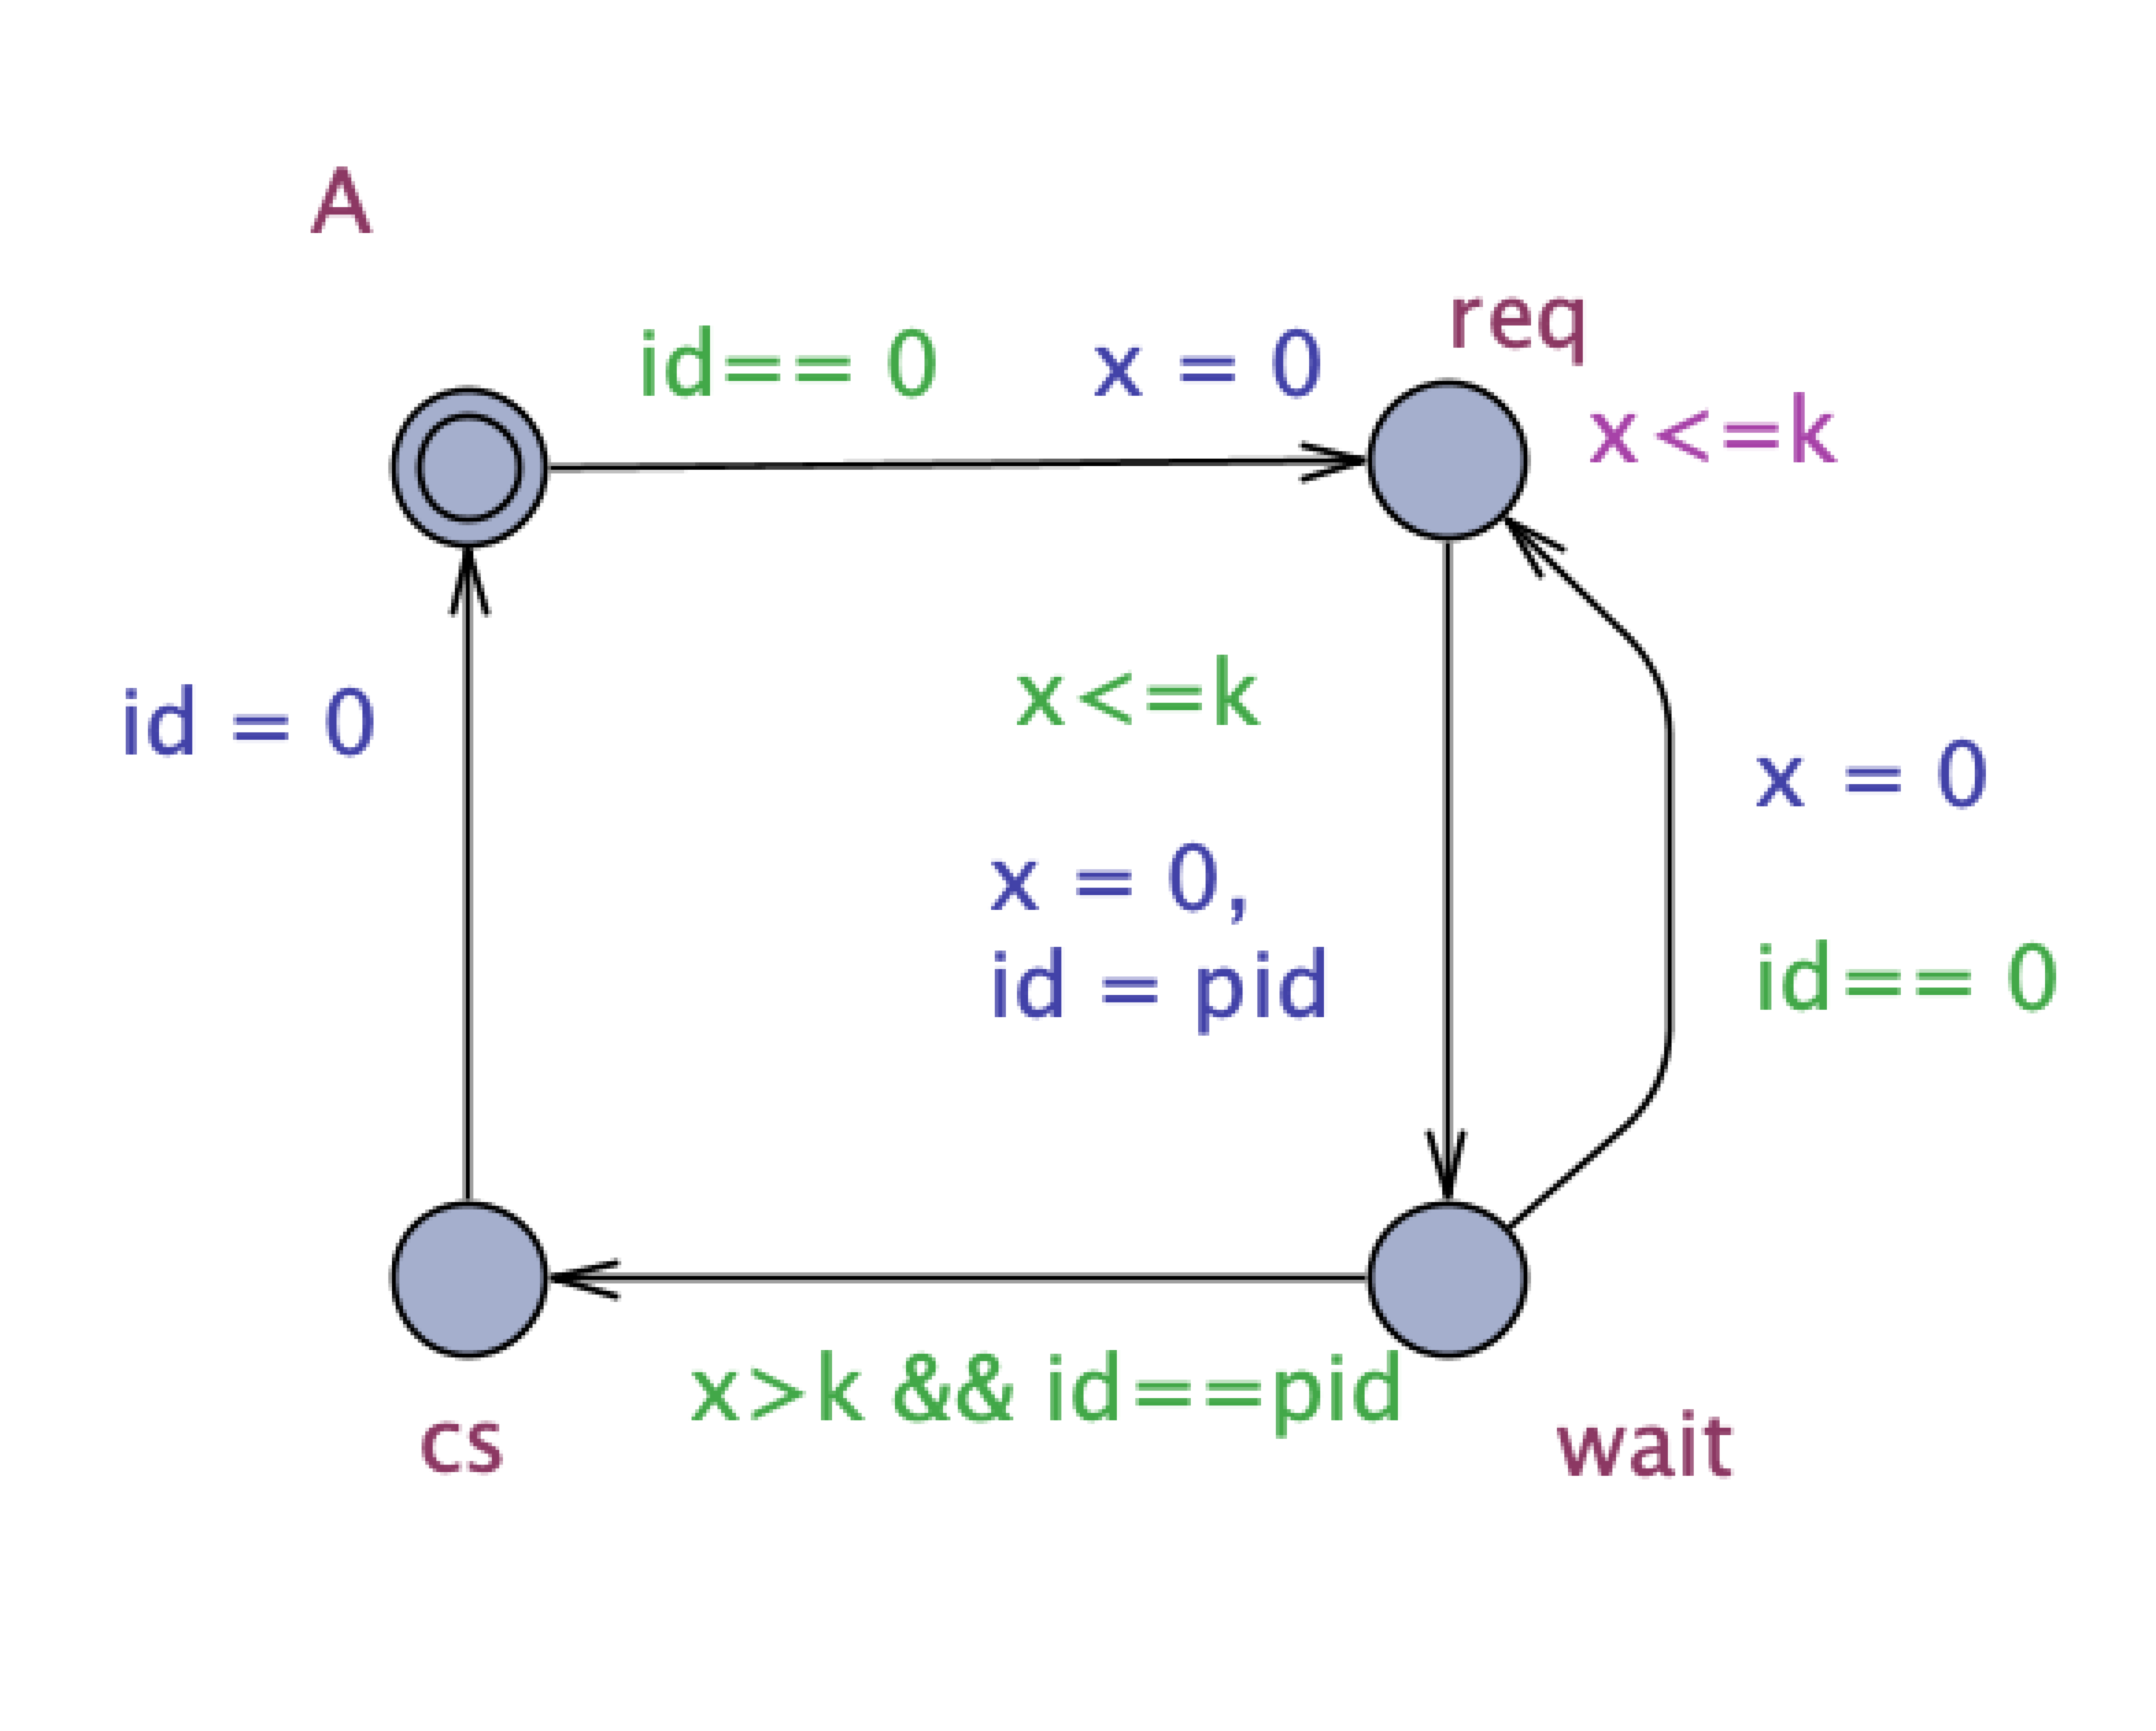 A
id== 0
x = 0
req
x<=k
x<=k
id = 0
x = 0
x = 0,
id = pid
id== 0
x>k && id==pid
cs
wait